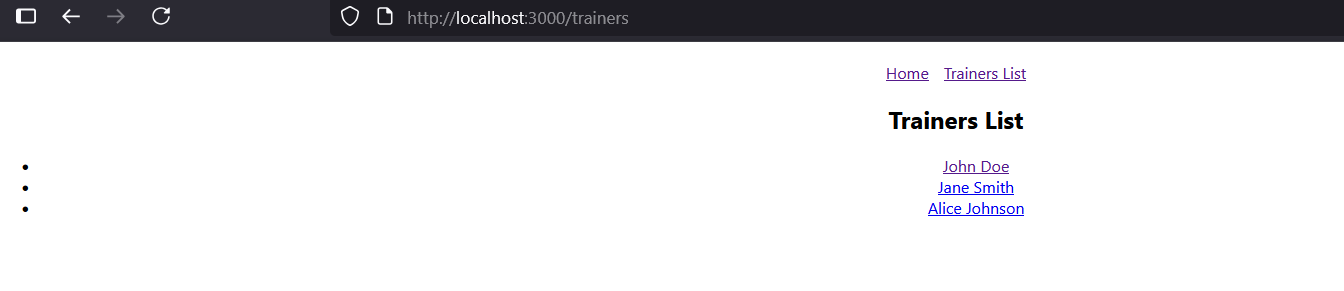 http://localhost:3000/trainers
Home Trainers List
Trainers List
John Doe
Jane Smith
Alice Johnson